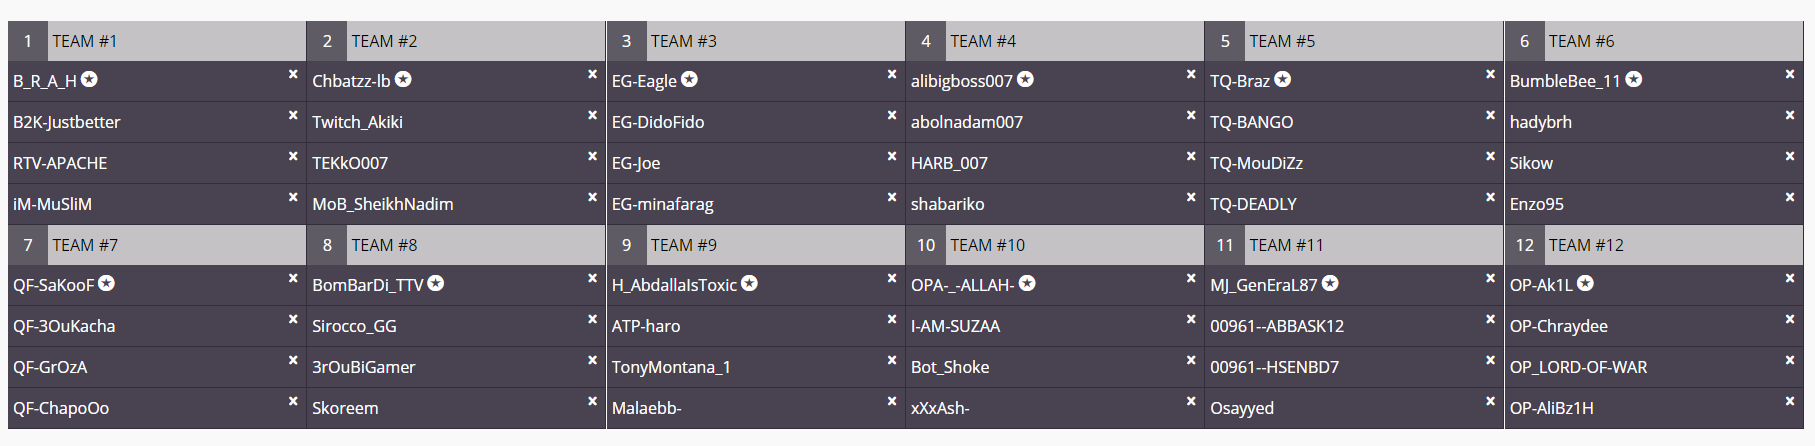 1 TEAM #1 2 TEAM #2 3 TEAM #3 4 TEAM #4 5 TEAM #5 6 TEAM #6
B_R_A_H Chbatzz-lb EG-Eagle alibigboss007 TQ-Braz BumbleBee_11
B2K-Justbetter Twitch_Akiki EG-DidoFido abolnadam007 TQ-BANGO hadybrh
RTV-APACHE TEKkO007 EG-Joe HARB_007 TQ-MouDiZz Sikow
iM-MuSliM MoB_SheikhNadim EG-minafarag shabariko TQ-DEADLY Enzo95
7 TEAM #7 8 TEAM #8 9 TEAM #9 10 TEAM #10 11 TEAM #11 12 TEAM #12
QF-SaKooF BomBarDi_TTV H_AbdallaIsToxic OPA-_-ALLAH- MJ_GenEraL87 OP-Ak1L
QF-3OuKacha Sirocco_GG ATP-haro I-AM-SUZAA 00961--ABBASK12 OP-Chraydee
QF-GrOzA 3rOuBiGamer TonyMontana_1 Bot_Shoke 00961--HSENBD7 OP_LORD-OF-WAR
QF-ChapoOo Skoreem Malaebb- xXxAsh- Osayyed OP-AliBz1H